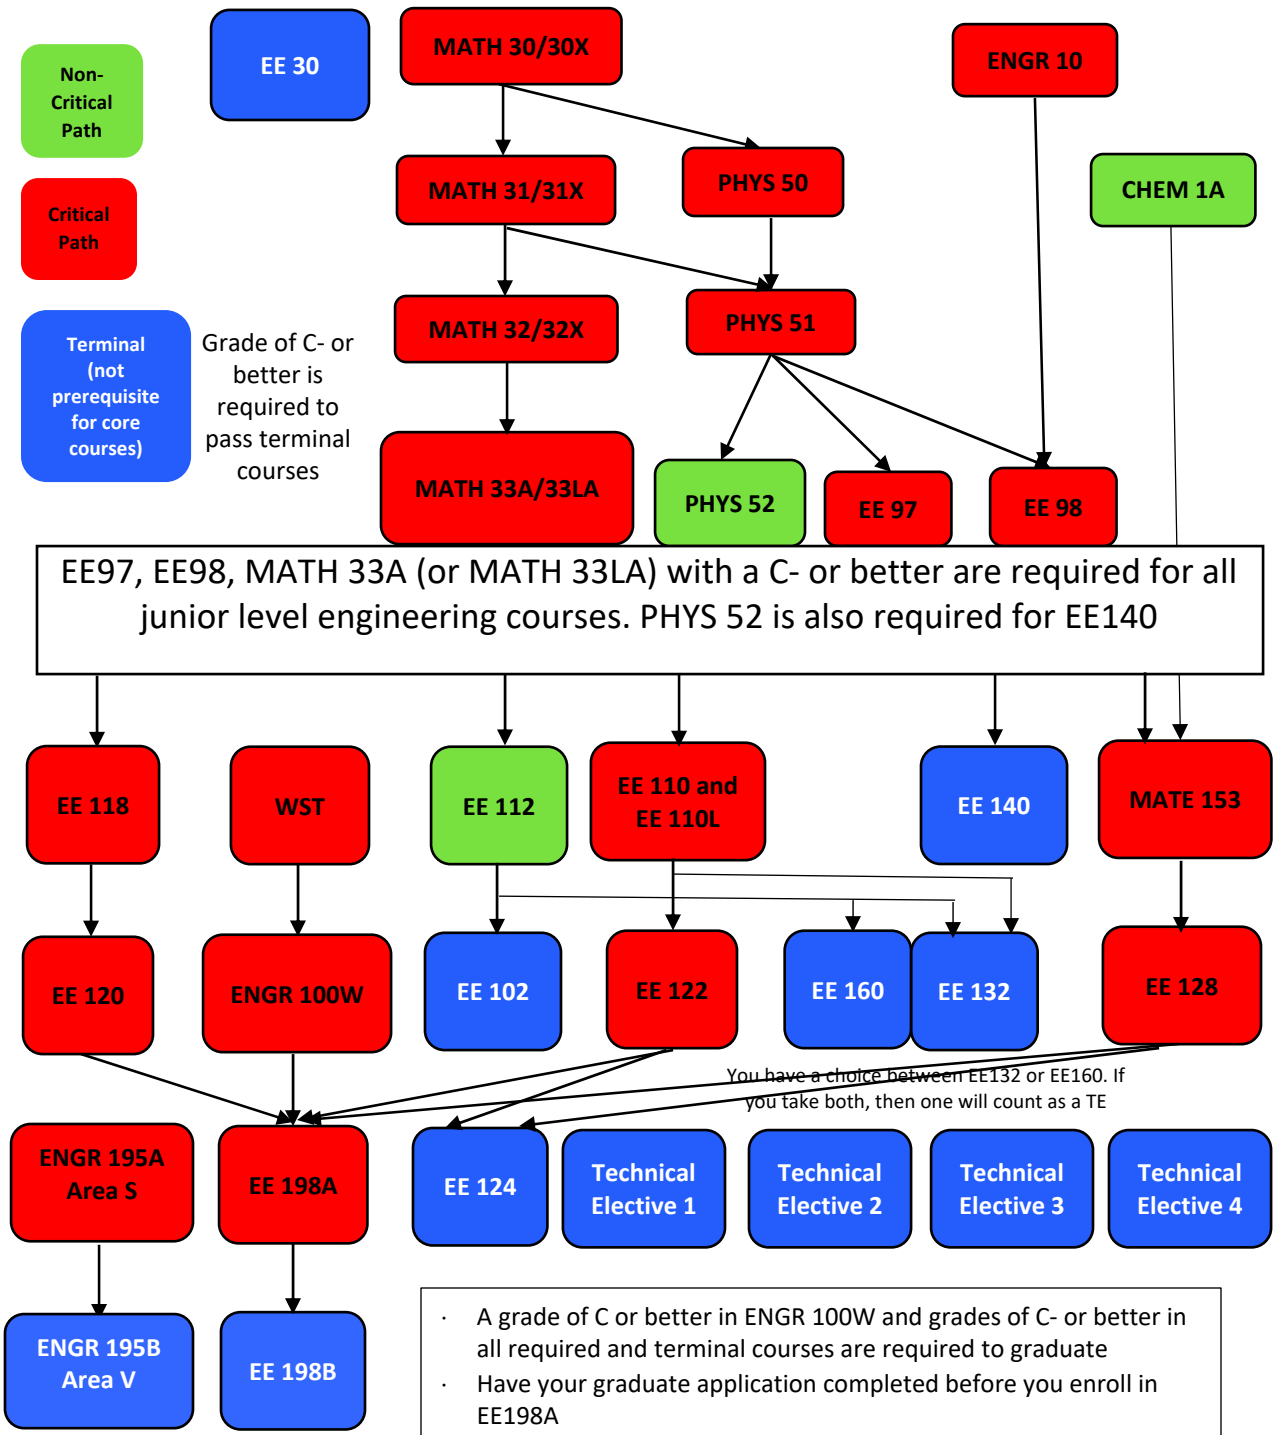 EE 30
MATH 30/30X
ENGR 10
Non-
Critical
Path
MATH 31/31X
PHYS 50
CHEM 1A
Critical
Path
MATH 32/32X
PHYS 51
Terminal
(not
prerequisite
for core
courses)
Grade of C- or
better is
required to
pass terminal
courses
MATH 33A/33LA
PHYS 52
EE 97
EE 98
EE97, EE98, MATH 33A (or MATH 33LA) with a C- or better are required for all
junior level engineering courses. PHYS 52 is also required for EE140
EE 118
WST
EE 112
EE 110 and
EE 110L
EE 140
MATE 153
EE 120
ENGR 100W
EE 102
EE 122
EE 160
EE 132
EE 128
You have a choice between EE132 or EE160. If
you take both, then one will count as a TE
ENGR 195A
Area S
EE 198A
EE 124
Technical
Elective 1
Technical
Elective 2
Technical
Elective 3
Technical
Elective 4
ENGR 195B
Area V
EE 198B
· A grade of C or better in ENGR 100W and grades of C- or better in
all required and terminal courses are required to graduate
· Have your graduate application completed before you enroll in
EE198A